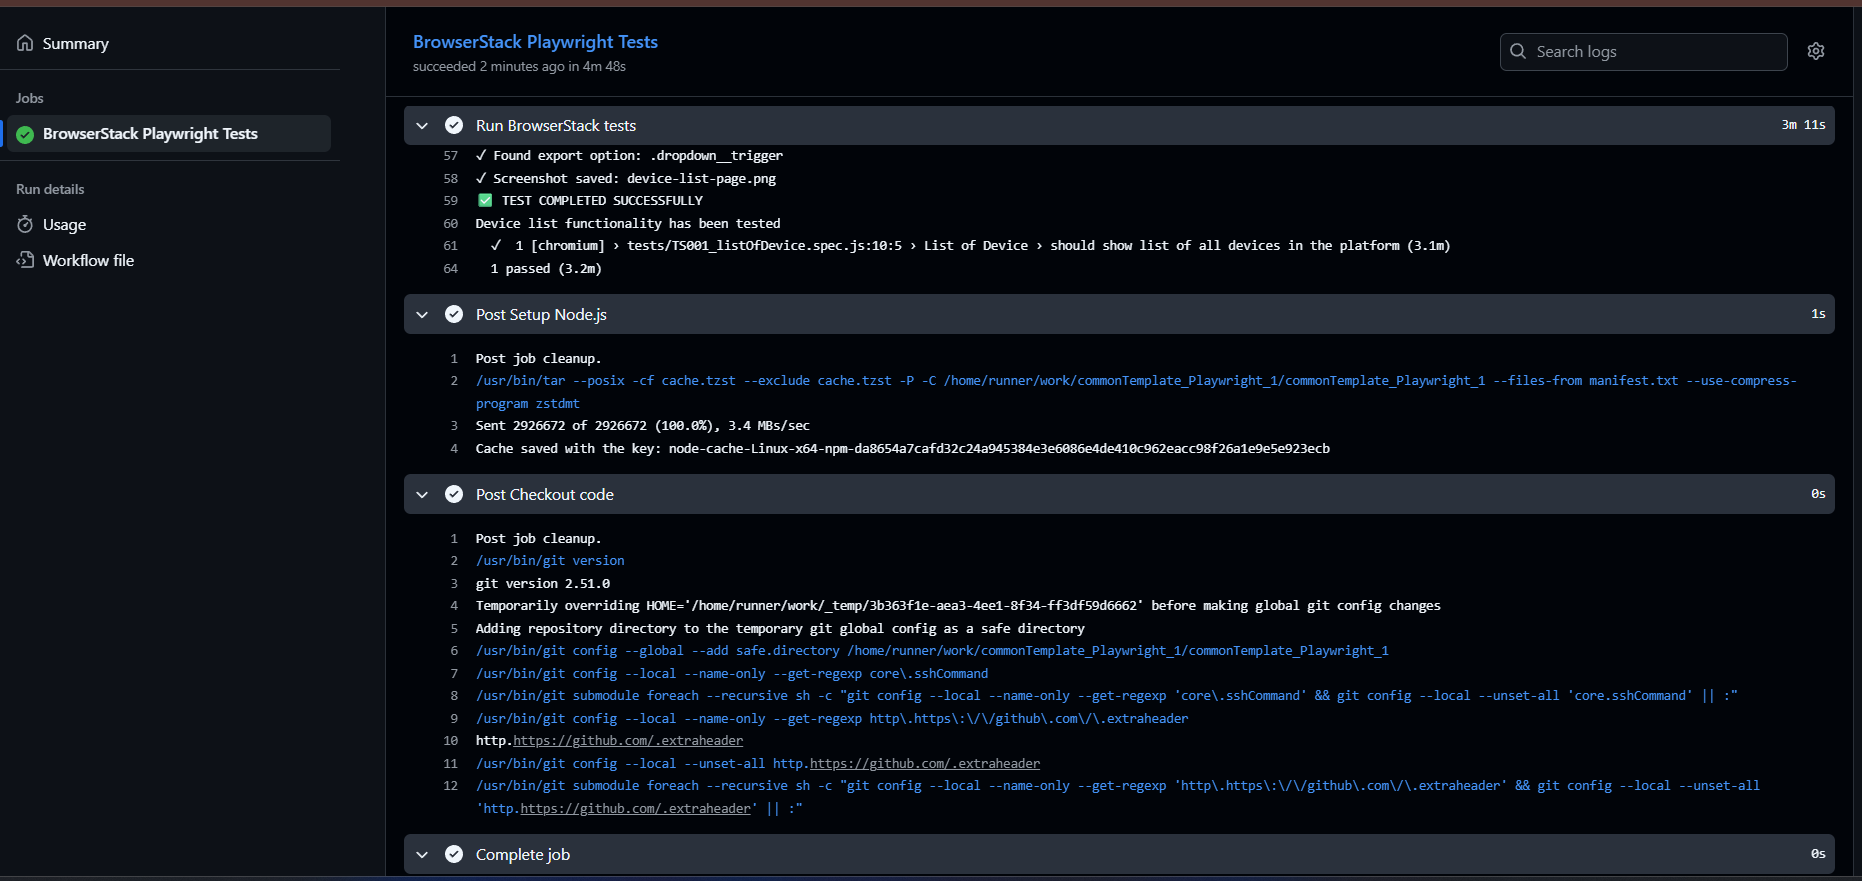 Summary
Jobs
BrowserStack Playwright Tests
Run details
Usage
Workflow file
BrowserStack Playwright Tests
succeeded 2 minutes ago in 4m 48s
Search logs
Run BrowserStack tests 3m 11s
57 ✓ Found export option: .dropdown__trigger
58 ✓ Screenshot saved: device-list-page.png
59 ✅ TEST COMPLETED SUCCESSFULLY
60 Device list functionality has been tested
61 ✓ 1 [chromium] › tests/TS001_listOfDevice.spec.js:10:5 › List of Device › should show list of all devices in the platform (3.1m)
64 1 passed (3.2m)
Post Setup Node.js 1s
1 Post job cleanup.
2 /usr/bin/tar --posix -cf cache.tzst --exclude cache.tzst -P -C /home/runner/work/commonTemplate_Playwright_1/commonTemplate_Playwright_1 --files-from manifest.txt --use-compress-
program zstdmt
3 Sent 2926672 of 2926672 (100.0%), 3.4 MBs/sec
4 Cache saved with the key: node-cache-Linux-x64-npm-da8654a7cafd32c24a945384e3e6086e4de410c962eacc98f26a1e9e5e923ecb
Post Checkout code 0s
1 Post job cleanup.
2 /usr/bin/git version
3 git version 2.51.0
4 Temporarily overriding HOME='/home/runner/work/_temp/3b363f1e-aea3-4ee1-8f34-ff3df59d6662' before making global git config changes
5 Adding repository directory to the temporary git global config as a safe directory
6 /usr/bin/git config --global --add safe.directory /home/runner/work/commonTemplate_Playwright_1/commonTemplate_Playwright_1
7 /usr/bin/git config --local --name-only --get-regexp core\.sshCommand
8 /usr/bin/git submodule foreach --recursive sh -c "git config --local --name-only --get-regexp 'core\.sshCommand' && git config --local --unset-all 'core.sshCommand' || :"
9 /usr/bin/git config --local --name-only --get-regexp http\.https\:\/\/github\.com\/\.extraheader
10 http.https://github.com/.extraheader
11 /usr/bin/git config --local --unset-all http.https://github.com/.extraheader
12 /usr/bin/git submodule foreach --recursive sh -c "git config --local --name-only --get-regexp 'http\.https\:\/\/github\.com\/\.extraheader' && git config --local --unset-all
'http.https://github.com/.extraheader' || :"
Complete job 0s